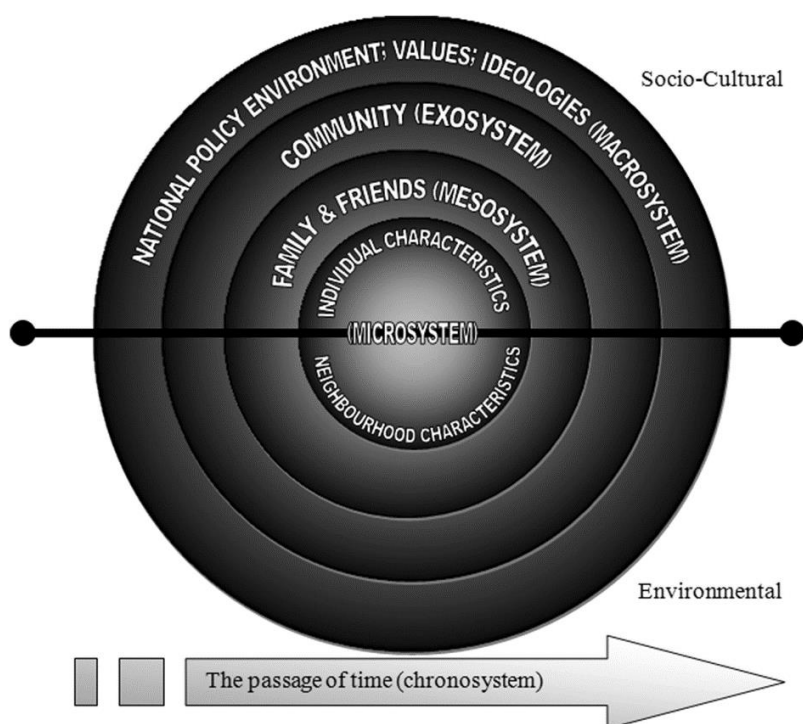 NATIONAL POLICY ENVIRONMENT; VALUES; IDEOLOGIES (MACROSYSTEM)
Socio-Cultural
COMMUNITY (EXOSYSTEM)
FAMILY & FRIENDS (MESOSYSTEM)
INDIVIDUAL CHARACTERISTICS
(MICROSYSTEM)
NEIGHBOURHOOD CHARACTERISTICS
Environmental
The passage of time (chronosystem)